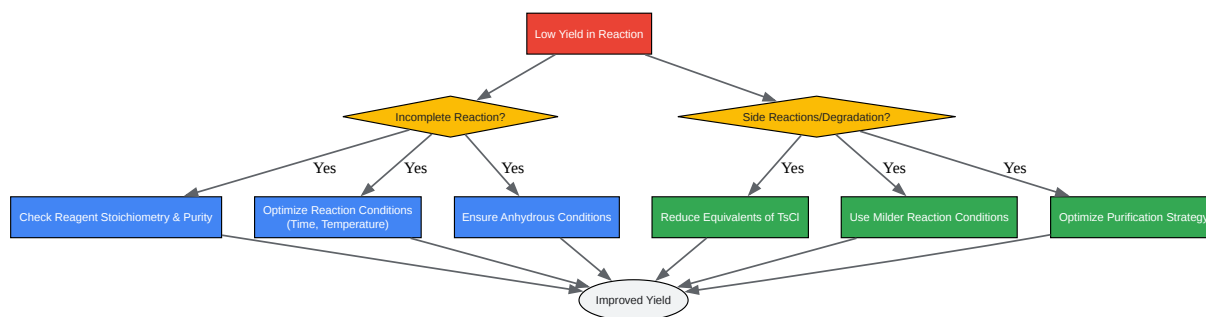 Low Yield in Reaction
Incomplete Reaction?
Side Reactions/Degradation?
Yes
Yes
Yes
Yes
Yes
Yes
Check Reagent Stoichiometry & Purity
Optimize Reaction Conditions
(Time, Temperature)
Ensure Anhydrous Conditions
Reduce Equivalents of TsCl
Use Milder Reaction Conditions
Optimize Purification Strategy
Improved Yield